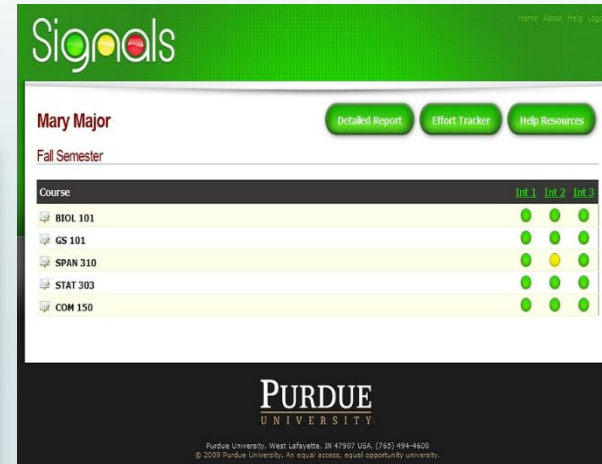 Signals
Home About Help Logo
Mary Major
Detailed Report Effort Tracker Help Resources
Fall Semester
Course Int 1 Int 2 Int 3
BIOL 101
GS 101
SPAN 310
STAT 303
COM 150
PURDUE
UNIVERSITY
Purdue University. West Lafayette. IN 47907 USA. (765) 494-4600
© 2009 Purdue University. An equal access, equal opportunity university.